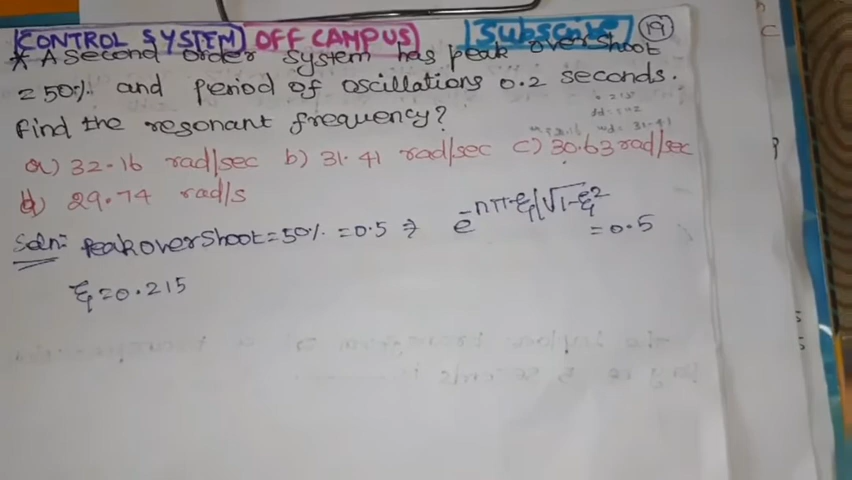 CONTROL SYSTEM OFF CAMPUS Subscribe 19
* A second order system has peak overshoot
= 50% and period of oscillations 0.2 seconds.
Find the resonant frequency?
a) 32.16 rad/sec b) 31.41 rad/sec c) 30.63 rad/sec
d) 29.74 rad/s
Soln:- Peak overshoot = 50% = 0.5 ⇒ e^-nπξ/√1-ξ² = 0.5
ξ = 0.215